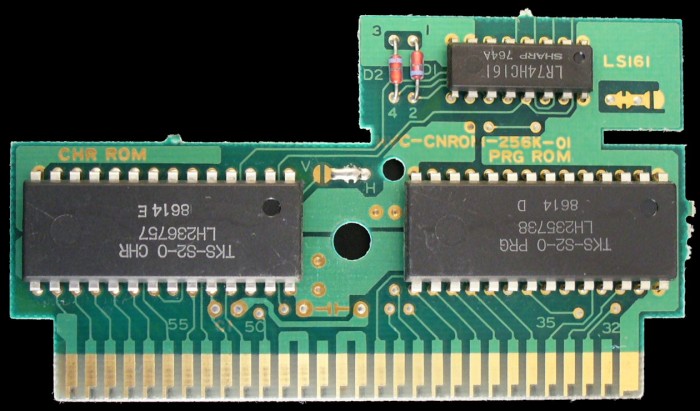 3 1
D2 D1
4 2
LR74HC161
SHARP 764A
LS161
C-CNROM-256K-01
CHR ROM
PRG ROM
V
H
TKS-S2-0 CHR
LH236757
8614 E
TKS-S2-0 PRG
LH235738
8614 D
55
50
35
32